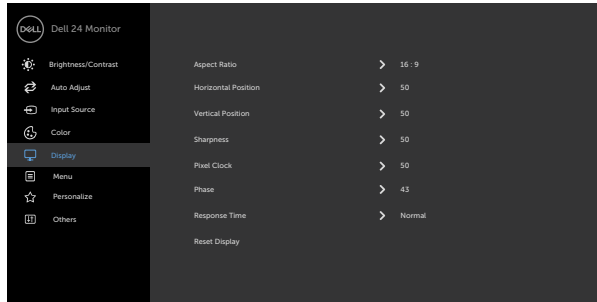 DELL Dell 24 Monitor
Brightness/Contrast
Auto Adjust
Input Source
Color
Display
Menu
Personalize
Others
Aspect Ratio 16 : 9
Horizontal Position 50
Vertical Position 50
Sharpness 50
Pixel Clock 50
Phase 43
Response Time Normal
Reset Display